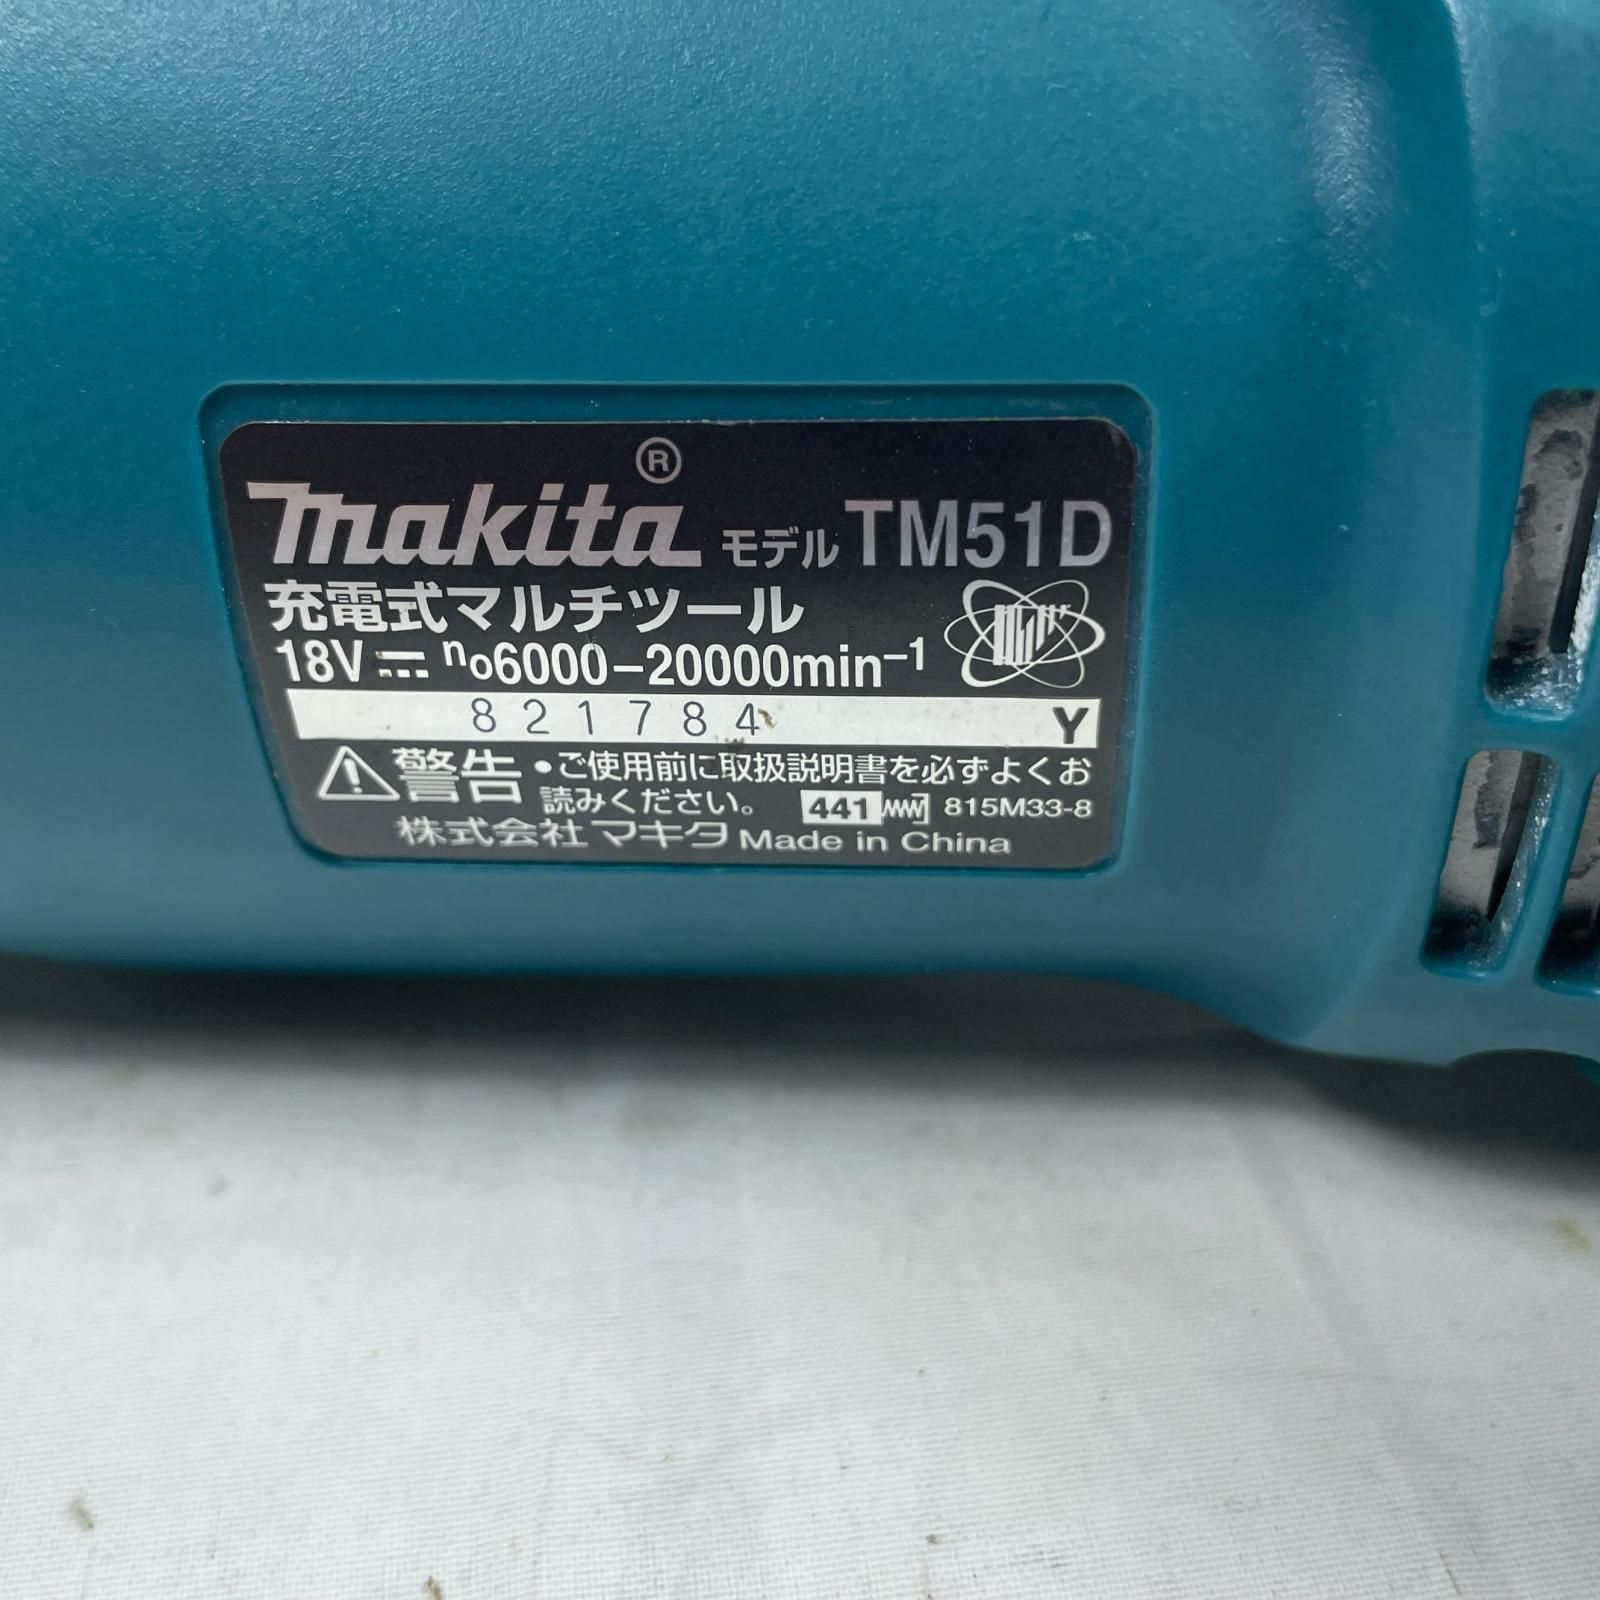 makita® モデル TM51D
充電式マルチツール
18V⎓ n₀6000–20000min⁻¹
821784 Y
⚠警告 •ご使用前に取扱説明書を必ずよくお
読みください。 441 815M33-8
株式会社マキタ Made in China